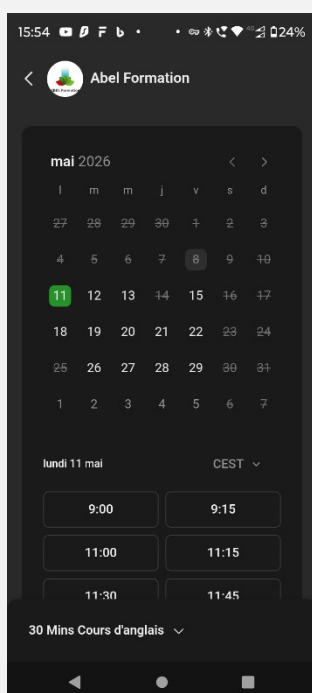 15:54 24%
Abel Formation
mai 2026
l m m j v s d
27 28 29 30 1 2 3
4 5 6 7 8 9 10
11 12 13 14 15 16 17
18 19 20 21 22 23 24
25 26 27 28 29 30 31
1 2 3 4 5 6 7
lundi 11 mai CEST
9:00 9:15
11:00 11:15
11:30 11:45
30 Mins Cours d'anglais